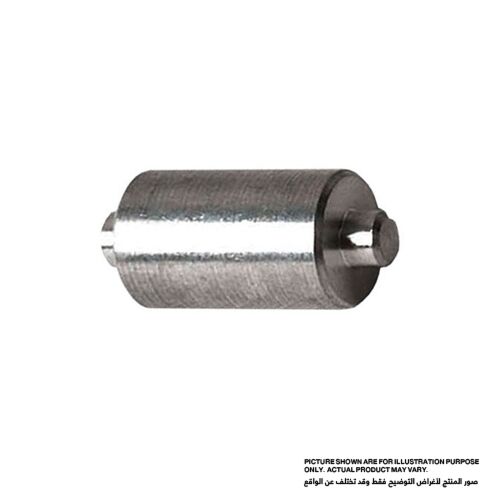 PICTURE SHOWN ARE FOR ILLUSTRATION PURPOSE
ONLY. ACTUAL PRODUCT MAY VARY.
صور المنتج لأغراض التوضيح فقط وقد تختلف عن الواقع